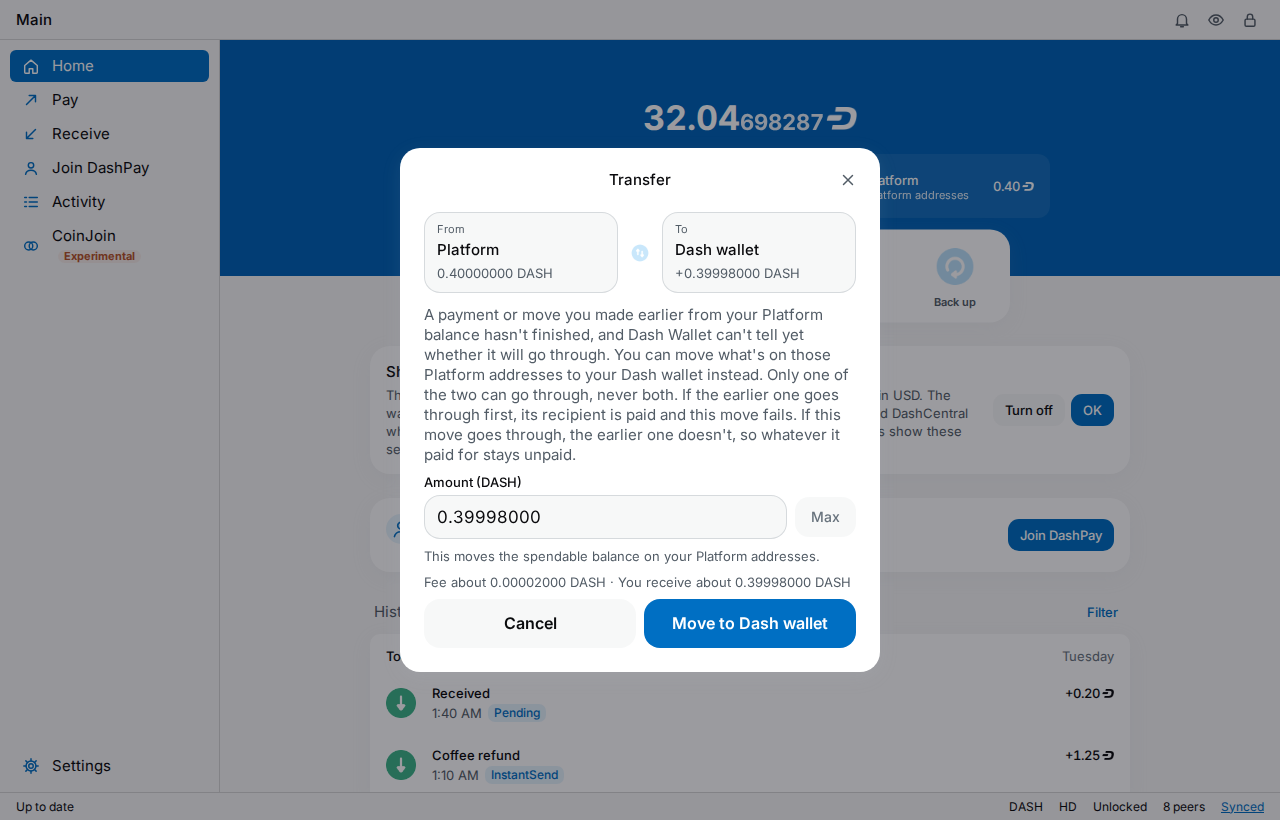 Main
Home
Pay
Receive
Join DashPay
Activity
CoinJoin
Experimental
Settings
32.04698287
0.40
addresses
Back up
Transfer
From
Platform
0.40000000 DASH
To
Dash wallet
+0.39998000 DASH
A payment or move you made earlier from your Platform
balance hasn't finished, and Dash Wallet can't tell yet
whether it will go through. You can move what's on those
Platform addresses to your Dash wallet instead. Only one of
the two can go through, never both. If the earlier one goes
through first, its recipient is paid and this move fails. If this
move goes through, the earlier one doesn't, so whatever it
paid for stays unpaid.
Amount (DASH)
0.39998000
Max
This moves the spendable balance on your Platform addresses.
Fee about 0.00002000 DASH · You receive about 0.39998000 DASH
Cancel
Move to Dash wallet
in USD. The
DashCentral
show these
Turn off
OK
Join DashPay
Filter
Tuesday
Received
+0.20
1:40 AM
Pending
Coffee refund
+1.25
1:10 AM
InstantSend
Up to date
DASH
HD
Unlocked
8 peers
Synced